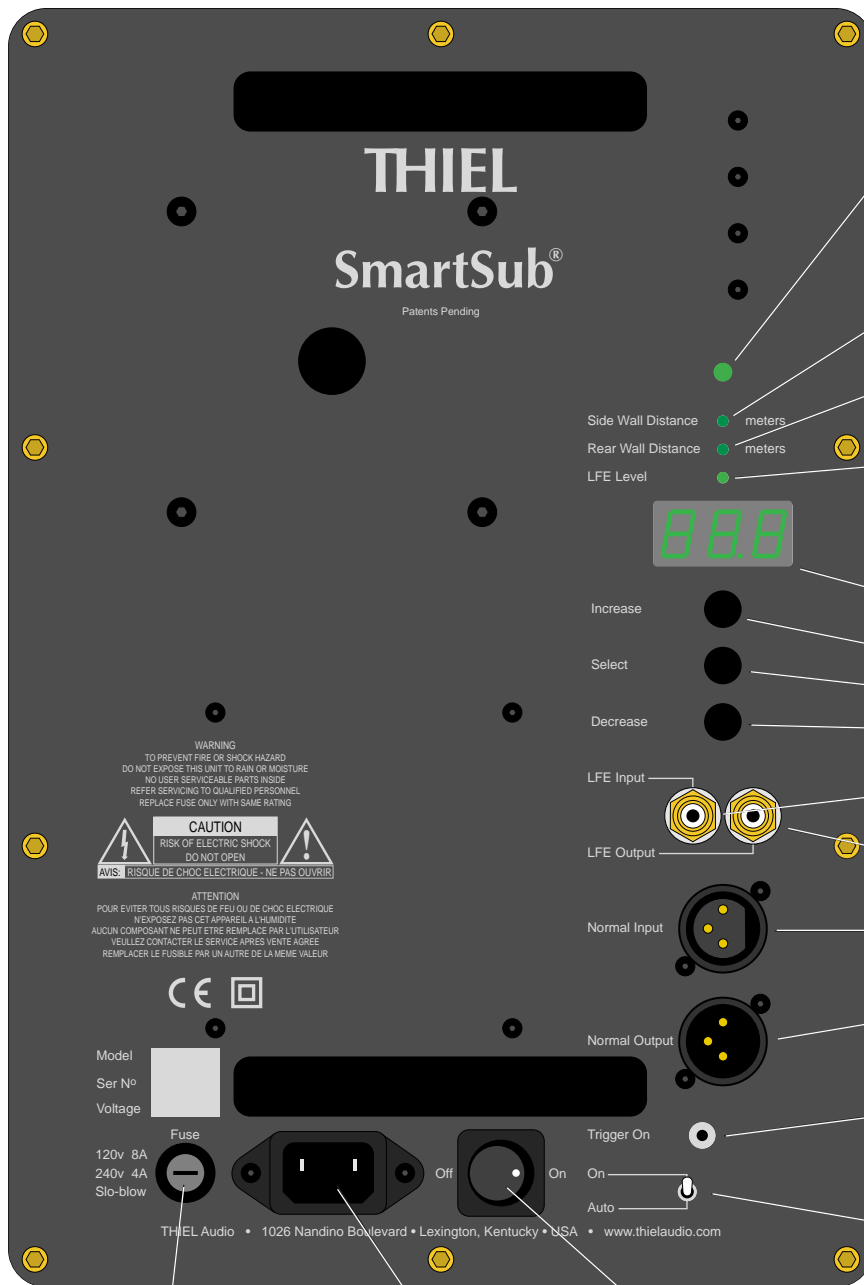 THIEL
SmartSub®
Patents Pending
Side Wall Distance meters
Rear Wall Distance meters
LFE Level
88.8
Increase
Select
Decrease
WARNING
TO PREVENT FIRE OR SHOCK HAZARD
DO NOT EXPOSE THIS UNIT TO RAIN OR MOISTURE
NO USER SERVICEABLE PARTS INSIDE
REFER SERVICING TO QUALIFIED PERSONNEL
REPLACE FUSE ONLY WITH SAME RATING
CAUTION
RISK OF ELECTRIC SHOCK
DO NOT OPEN
AVIS: RISQUE DE CHOC ELECTRIQUE - NE PAS OUVRIR
ATTENTION
POUR EVITER TOUS RISQUES DE FEU OU DE CHOC ELECTRIQUE
N'EXPOSEZ PAS CET APPAREIL A L'HUMIDITE
AUCUN COMPOSANT NE PEUT ETRE REMPLACE PAR L'UTILISATEUR
VEULLEZ CONTACTER LE SERVICE APRES VENTE AGREE
REMPLACER LE FUSIBLE PAR UN AUTRE DE LA MEME VALEUR
CE
LFE Input
LFE Output
Normal Input
Normal Output
Model
Ser Nº
Voltage
Fuse
120v 8A
240v 4A
Slo-blow
Off
On
Trigger On
On
Auto
THIEL Audio • 1026 Nandino Boulevard • Lexington, Kentucky • USA • www.thielaudio.com